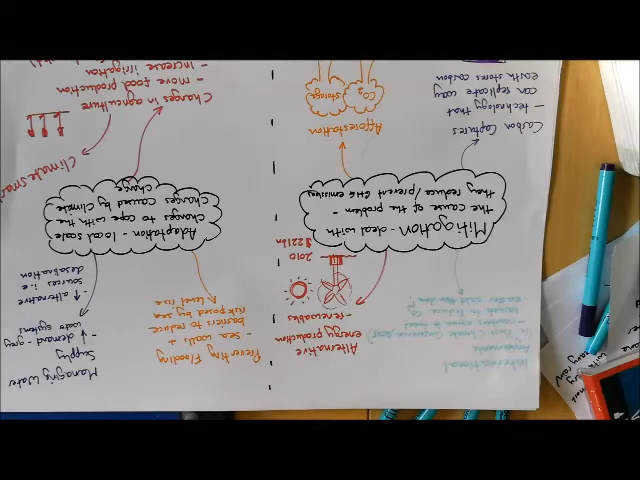 Mitigation - deal with
the cause of the problem -
they reduce / prevent GHG emissions
International
Agreements
Alternative
energy production
- renewables
2010
$221bn
Afforestation
CO2
storage
Carbon Captures
- technology that
can replicate way
earth stores carbon
Adaptation - local scale
changes to cope with the
changes caused by climate
change
Managing Water
Supply
↓ demand - grey
water systems
↑ alternative
sources i.e
desalination
Preventing Flooding
- sea walls +
barriers to reduce
risk posed by sea
level rise
Changes in agriculture
- Move food production
- Increase irrigation
Climate smart